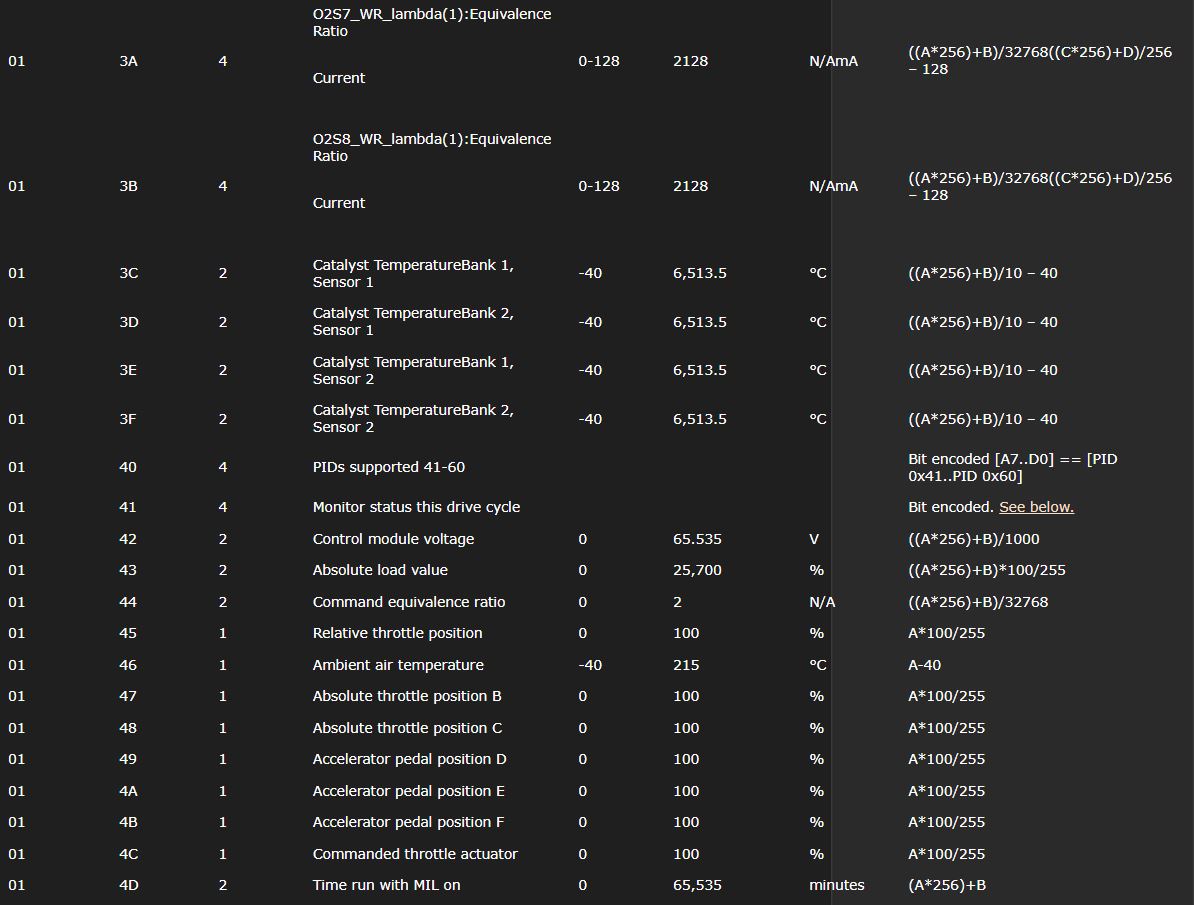 O2S7_WR_lambda(1):Equivalence
Ratio
01 3A 4 Current 0-128 2128 N/AmA ((A*256)+B)/32768((C*256)+D)/256
– 128
O2S8_WR_lambda(1):Equivalence
Ratio
01 3B 4 Current 0-128 2128 N/AmA ((A*256)+B)/32768((C*256)+D)/256
– 128
01 3C 2 Catalyst TemperatureBank 1,
Sensor 1 -40 6,513.5 °C ((A*256)+B)/10 – 40
01 3D 2 Catalyst TemperatureBank 2,
Sensor 1 -40 6,513.5 °C ((A*256)+B)/10 – 40
01 3E 2 Catalyst TemperatureBank 1,
Sensor 2 -40 6,513.5 °C ((A*256)+B)/10 – 40
01 3F 2 Catalyst TemperatureBank 2,
Sensor 2 -40 6,513.5 °C ((A*256)+B)/10 – 40
01 40 4 PIDs supported 41-60 Bit encoded [A7..D0] == [PID
0x41..PID 0x60]
01 41 4 Monitor status this drive cycle Bit encoded. See below.
01 42 2 Control module voltage 0 65.535 V ((A*256)+B)/1000
01 43 2 Absolute load value 0 25,700 % ((A*256)+B)*100/255
01 44 2 Command equivalence ratio 0 2 N/A ((A*256)+B)/32768
01 45 1 Relative throttle position 0 100 % A*100/255
01 46 1 Ambient air temperature -40 215 °C A-40
01 47 1 Absolute throttle position B 0 100 % A*100/255
01 48 1 Absolute throttle position C 0 100 % A*100/255
01 49 1 Accelerator pedal position D 0 100 % A*100/255
01 4A 1 Accelerator pedal position E 0 100 % A*100/255
01 4B 1 Accelerator pedal position F 0 100 % A*100/255
01 4C 1 Commanded throttle actuator 0 100 % A*100/255
01 4D 2 Time run with MIL on 0 65,535 minutes (A*256)+B